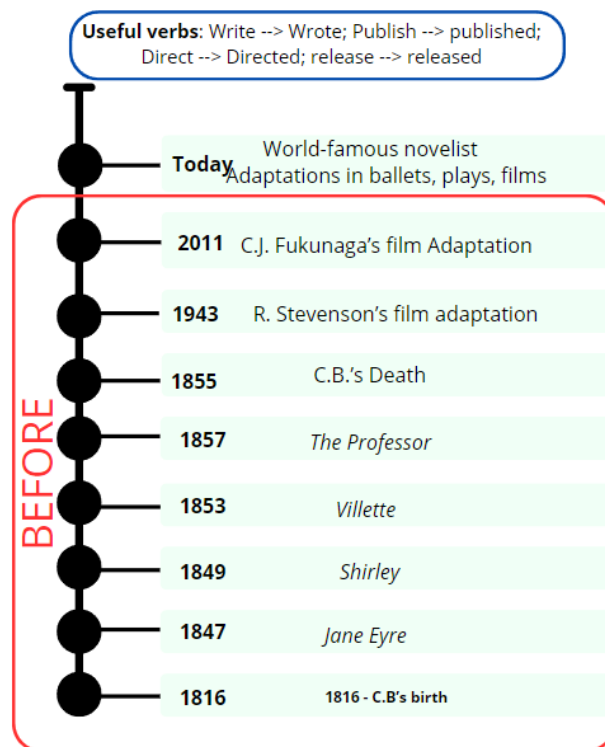 Useful verbs: Write --> Wrote; Publish --> published;
Direct --> Directed; release --> released
Today
World-famous novelist
Adaptations in ballets, plays, films
2011 C.J. Fukunaga’s film Adaptation
1943 R. Stevenson’s film adaptation
1855 C.B.’s Death
1857 The Professor
1853 Villette
1849 Shirley
1847 Jane Eyre
1816 1816 - C.B’s birth
BEFORE